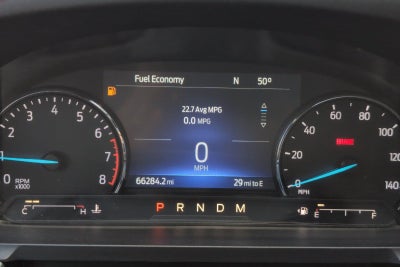 Fuel Economy N 50°
22.7 Avg MPG
0.0 MPG
0
MPH
66284.2 mi 29 mi to E
0 1 2 3 4 5 6 7 8
RPM
x1000
0 20 40 60 80 100 120 140
MPH
BRAKE
C H
P R N D M
E F